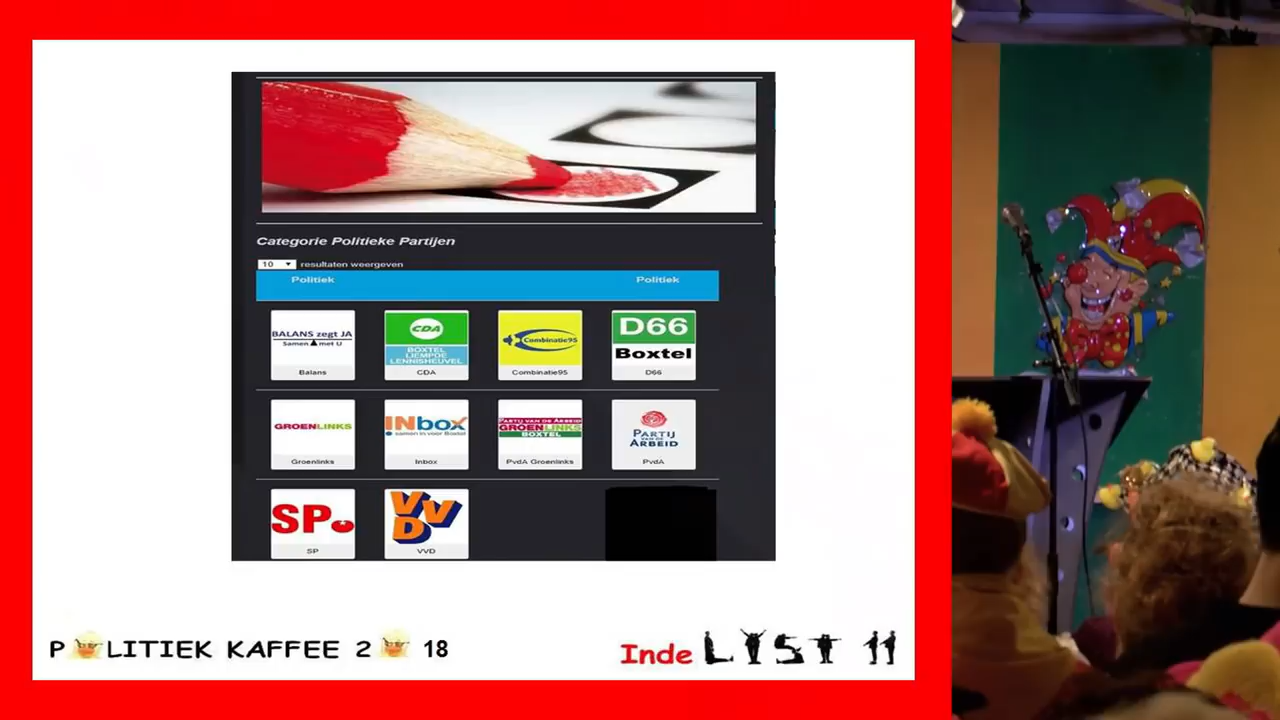 Categorie Politieke Partijen
10 resultaten weergeven
Politiek Politiek
BALANS zegt JA
Samen met U
Balans
CDA
BOXTEL
LIEMPDE
LENNISHEUVEL
CDA
Combinatie95
Combinatie95
D66
Boxtel
D66
GROENLINKS
Groenlinks
INbox
samen in voor Boxtel
Inbox
PARTIJ VAN DE ARBEID
GROENLINKS
BOXTEL
PvdA Groenlinks
PARTIJ
VAN DE
ARBEID
PvdA
SP
SP
VVD
VVD
P LITIEK KAFFEE 2 18
Inde LYST 11